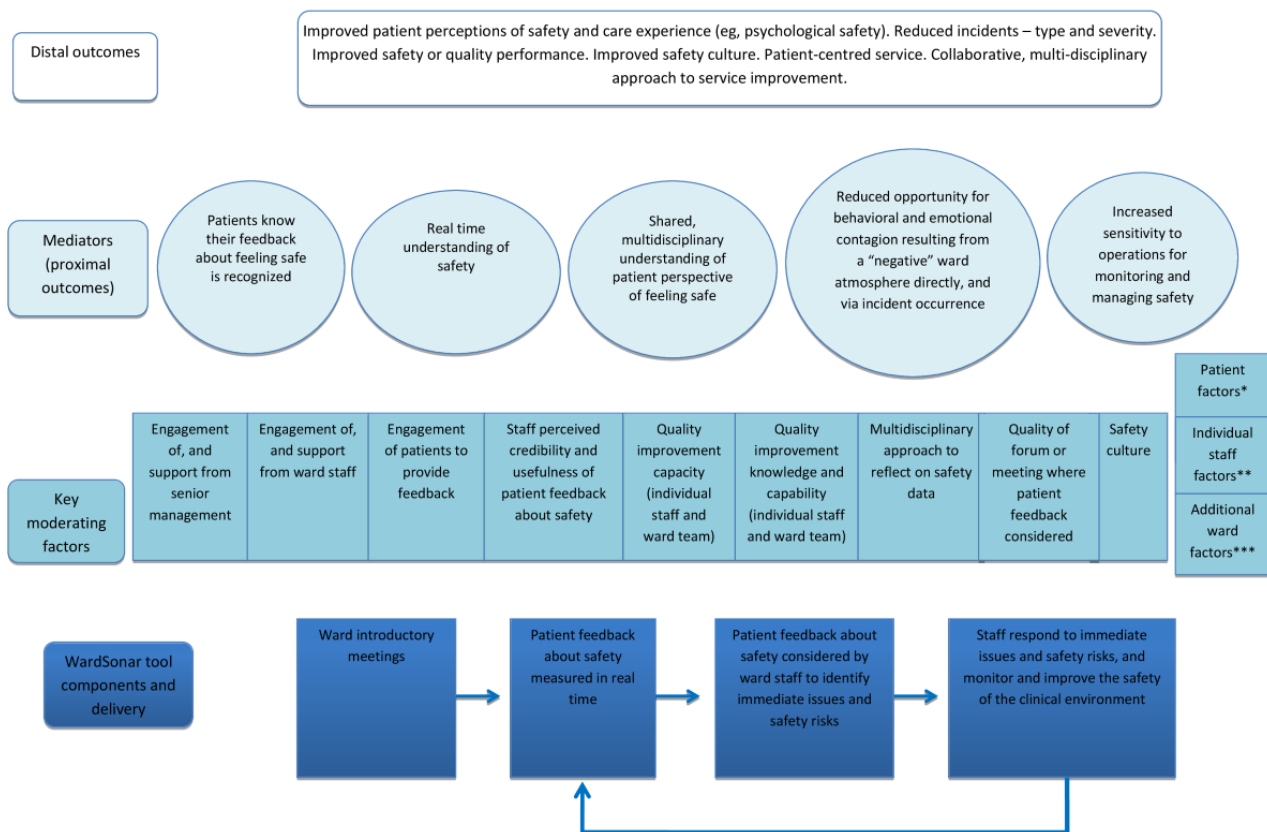 Distal outcomes
Improved patient perceptions of safety and care experience (eg, psychological safety). Reduced incidents – type and severity.
Improved safety or quality performance. Improved safety culture. Patient-centred service. Collaborative, multi-disciplinary
approach to service improvement.
Mediators
(proximal
outcomes)
Patients know
their feedback
about feeling safe
is recognized
Real time
understanding of
safety
Shared,
multidisciplinary
understanding of
patient perspective
of feeling safe
Reduced opportunity for
behavioral and emotional
contagion resulting from
a “negative” ward
atmosphere directly, and
via incident occurrence
Increased
sensitivity to
operations for
monitoring and
managing safety
Key
moderating
factors
Engagement
of, and
support from
senior
management
Engagement of,
and support
from ward staff
Engagement
of patients to
provide
feedback
Staff perceived
credibility and
usefulness of
patient feedback
about safety
Quality
improvement
capacity
(individual
staff and
ward team)
Quality
improvement
knowledge and
capability
(individual staff
and ward team)
Multidisciplinary
approach to
reflect on safety
data
Quality of
forum or
meeting where
patient
feedback
considered
Safety
culture
Patient
factors*
Individual
staff
factors**
Additional
ward
factors***
WardSonar tool
components and
delivery
Ward introductory
meetings
Patient feedback
about safety
measured in real
time
Patient feedback about
safety considered by
ward staff to identify
immediate issues and
safety risks
Staff respond to immediate
issues and safety risks, and
monitor and improve the safety
of the clinical environment